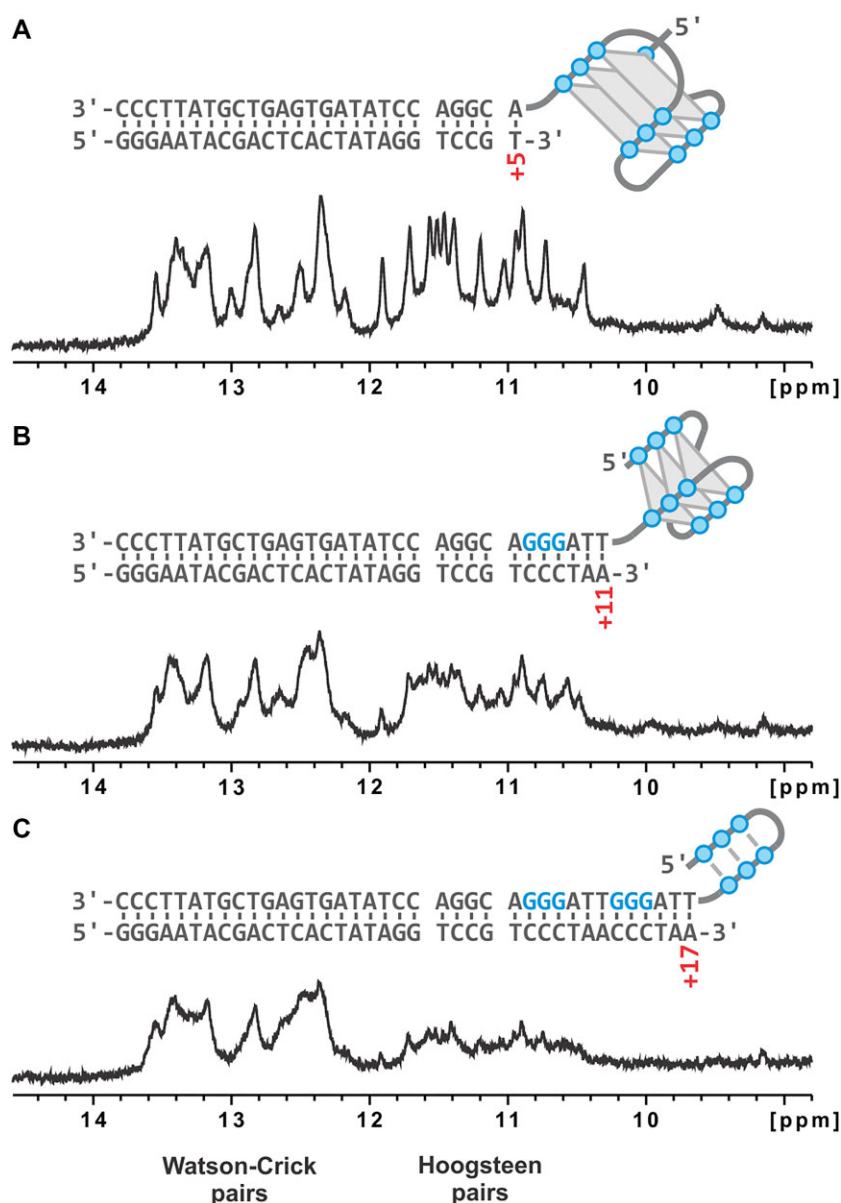 A
5'
3'-CCCTTATGCTGAGTGATATCC AGGC A
5'-GGGAATACGACTCACTATAGG TCCG T-3'
+5
14 13 12 11 10 [ppm]
B
5'
3'-CCCTTATGCTGAGTGATATCC AGGC AGGGATT
5'-GGGAATACGACTCACTATAGG TCCG TCCCTAA-3'
+11
14 13 12 11 10 [ppm]
C
5'
3'-CCCTTATGCTGAGTGATATCC AGGC AGGGATTGGGATT
5'-GGGAATACGACTCACTATAGG TCCG TCCCTAACCCTAA-3'
+17
14 13 12 11 10 [ppm]
Watson-Crick Hoogsteen
pairs pairs